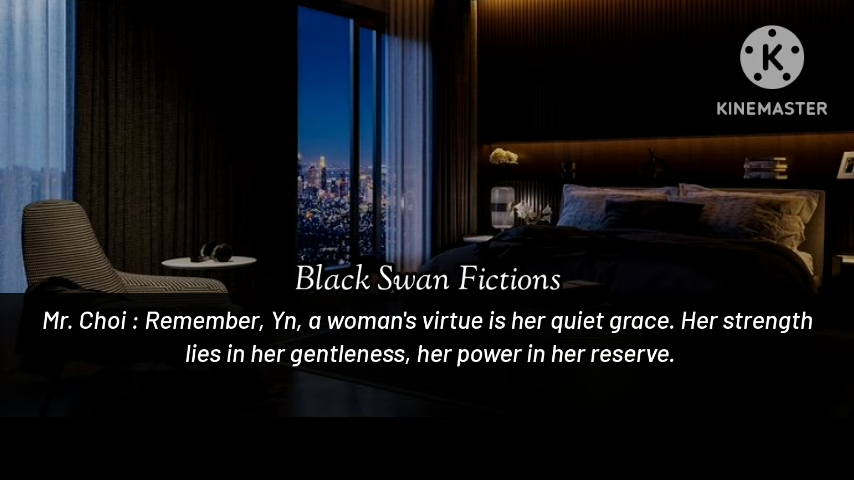 KINEMASTER
Black Swan Fictions
Mr. Choi : Remember, Yn, a woman's virtue is her quiet grace. Her strength
lies in her gentleness, her power in her reserve.